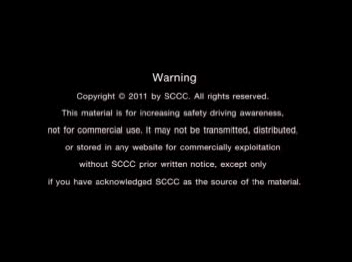 Warning
Copyright © 2011 by SCCC. All rights reserved.
This material is for increasing safety driving awareness,
not for commercial use. It may not be transmitted, distributed,
or stored in any website for commercially exploitation
without SCCC prior written notice, except only
if you have acknowledged SCCC as the source of the material.